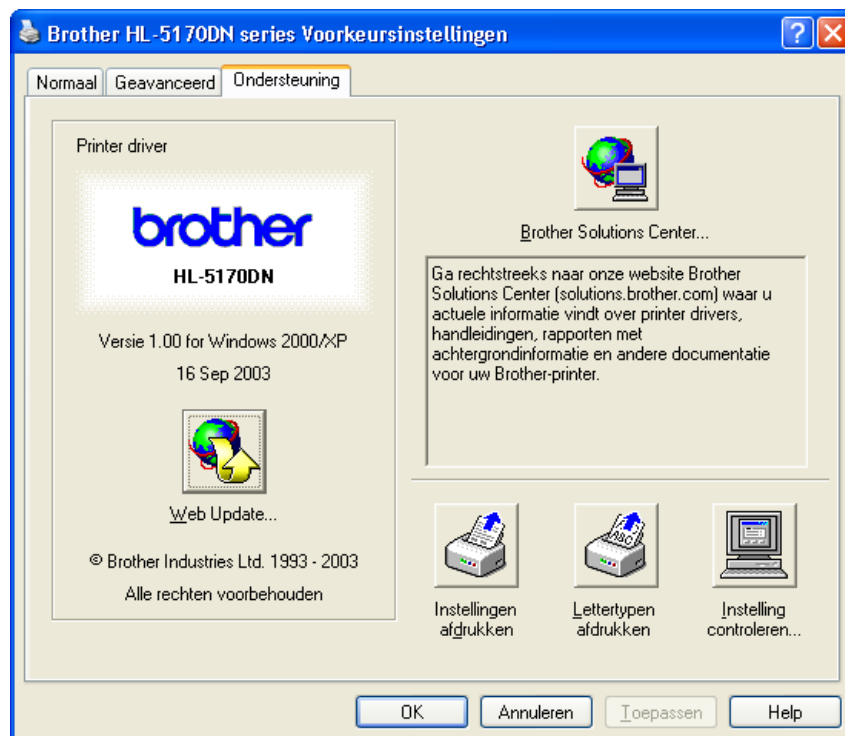 Brother HL-5170DN series Voorkeursinstellingen
Normaal
Geavanceerd
Ondersteuning
Printer driver
brother
HL-5170DN
Versie 1.00 for Windows 2000/XP
16 Sep 2003
Web Update...
© Brother Industries Ltd. 1993 - 2003
Alle rechten voorbehouden
Brother Solutions Center...
Ga rechtstreeks naar onze website Brother
Solutions Center (solutions.brother.com) waar u
actuele informatie vindt over printer drivers,
handleidingen, rapporten met
achtergrondinformatie en andere documentatie
voor uw Brother-printer.
Instellingen
afdrukken
Lettertypen
afdrukken
Instelling
controleren...
OK
Annuleren
Toepassen
Help